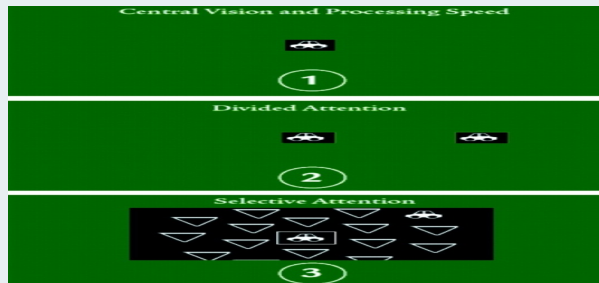 Central Vision and Processing Speed
1
Divided Attention
2
Selective Attention
3